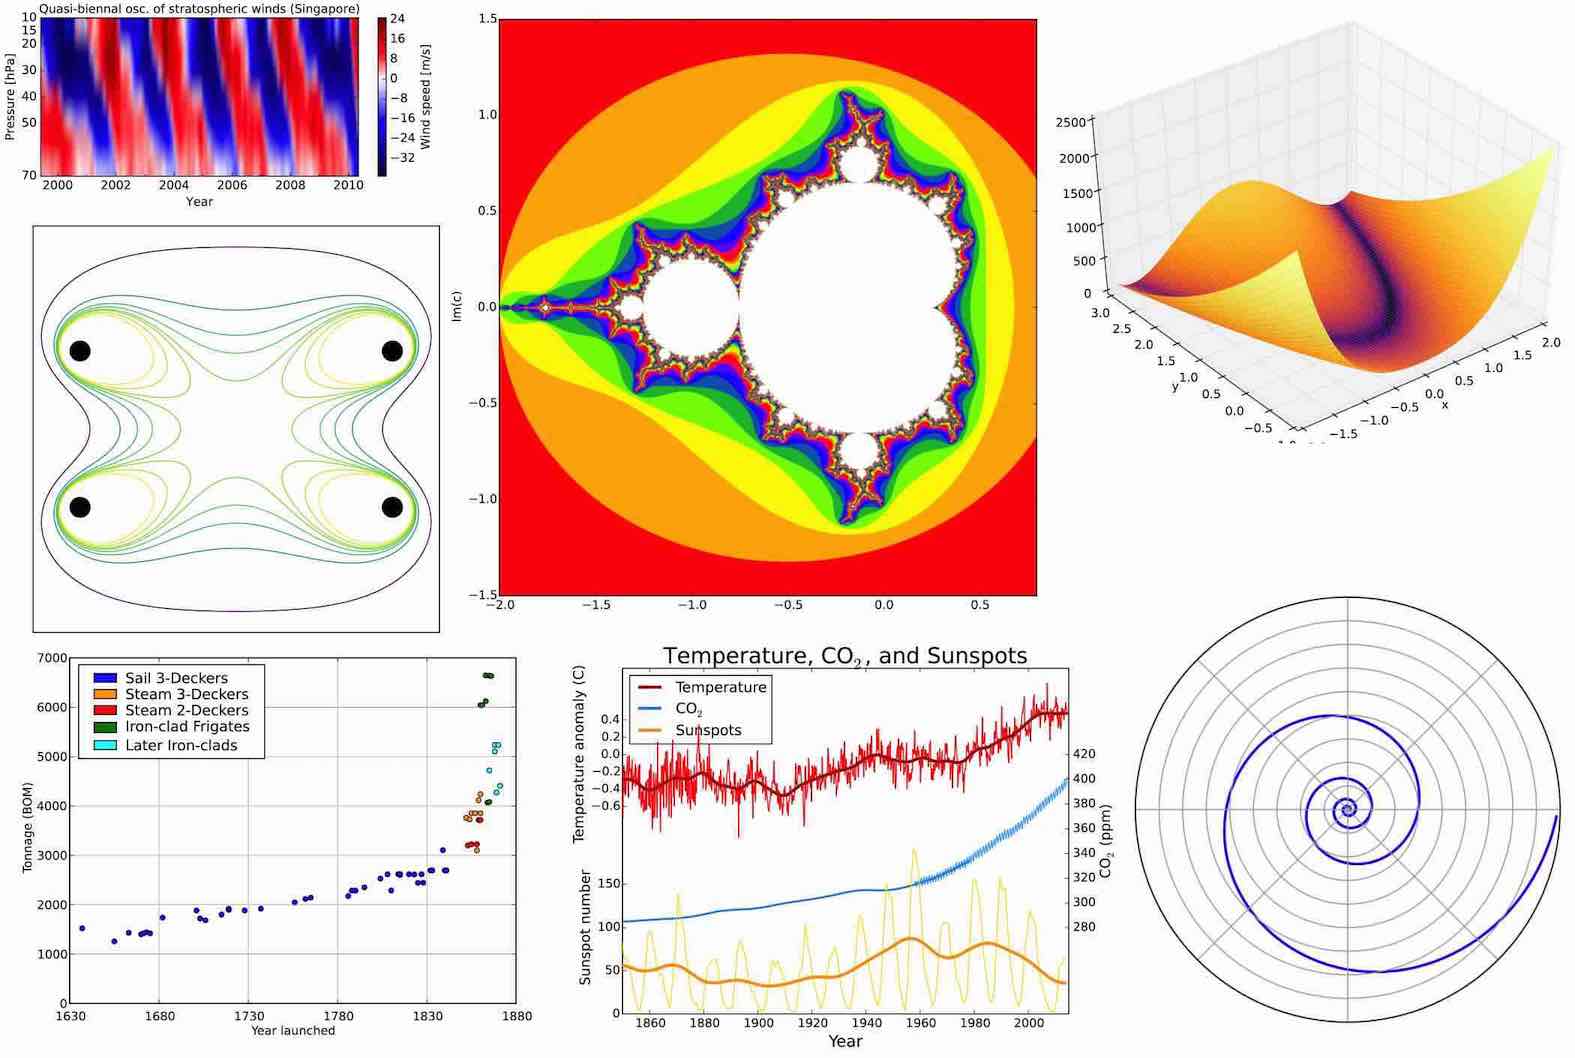 Quasi-biennal osc. of stratospheric winds (Singapore)
10
15
20
30
40
50
70
Pressure [hPa]
2000 2002 2004 2006 2008 2010
Year
24
16
8
0
−8
−16
−24
−32
Wind speed [m/s]
1.5
1.0
0.5
0.0
−0.5
−1.0
−1.5
Im(c)
−2.0 −1.5 −1.0 −0.5 0.0 0.5
2500
2000
1500
1000
500
0
3.0
2.5
2.0
1.5
1.0
0.5
0.0
−0.5
y
−1.5
−1.0
−0.5
0.0
0.5
1.0
1.5
2.0
x
7000
6000
5000
4000
3000
2000
1000
0
Tonnage (BOM)
Sail 3-Deckers
Steam 3-Deckers
Steam 2-Deckers
Iron-clad Frigates
Later Iron-clads
1630 1680 1730 1780 1830 1880
Year launched
Temperature, CO₂, and Sunspots
Temperature anomaly (C)
0.4
0.2
0.0
−0.2
−0.4
−0.6
Temperature
CO₂
Sunspots
Sunspot number
150
100
50
0
420
400
380
360
340
320
300
280
CO₂ (ppm)
1860 1880 1900 1920 1940 1960 1980 2000
Year